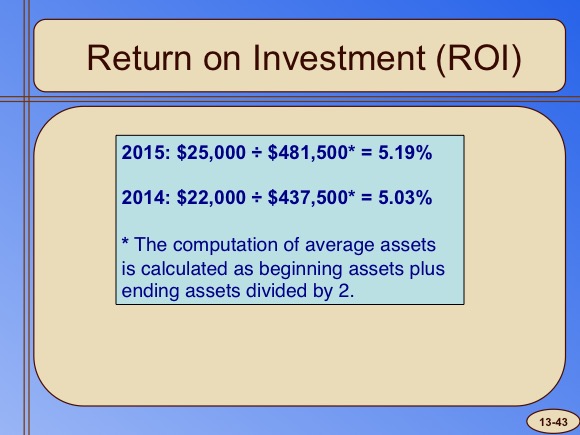 Return on Investment (ROI)
2015: $25,000 ÷ $481,500* = 5.19%
2014: $22,000 ÷ $437,500* = 5.03%
* The computation of average assets
is calculated as beginning assets plus
ending assets divided by 2.
13-43